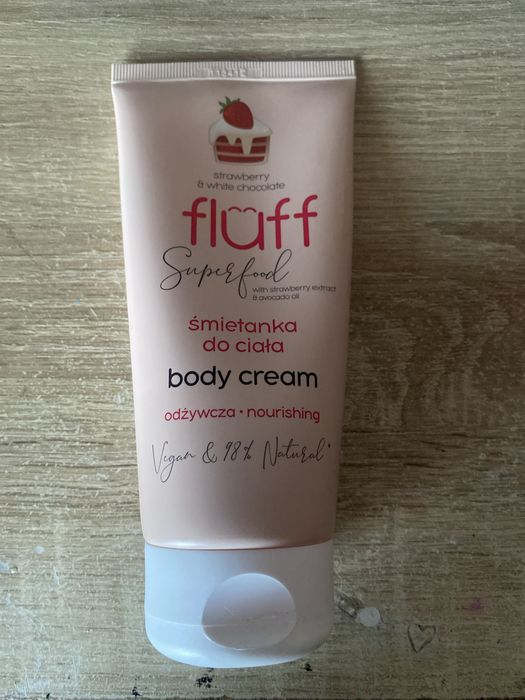 strawberry
& white chocolate
fluff
Superfood
with strawberry extract
& avocado oil
śmietanka
do ciała
body cream
odżywcza • nourishing
Vegan & 98% Natural*